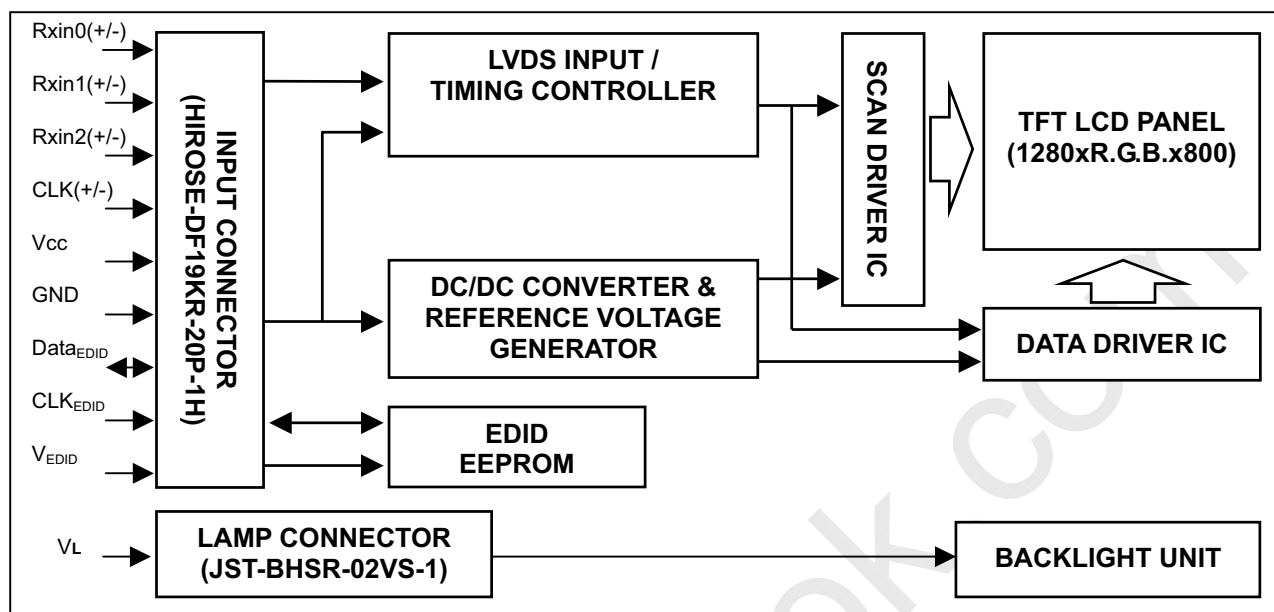 Rxin0(+/-)
Rxin1(+/-)
Rxin2(+/-)
CLK(+/-)
Vcc
GND
DataEDID
CLKEDID
VEDID
VL
INPUT CONNECTOR
(HIROSE-DF19KR-20P-1H)
LVDS INPUT /
TIMING CONTROLLER
DC/DC CONVERTER &
REFERENCE VOLTAGE
GENERATOR
EDID
EEPROM
LAMP CONNECTOR
(JST-BHSR-02VS-1)
SCAN DRIVER IC
TFT LCD PANEL
(1280xR.G.B.x800)
DATA DRIVER IC
BACKLIGHT UNIT